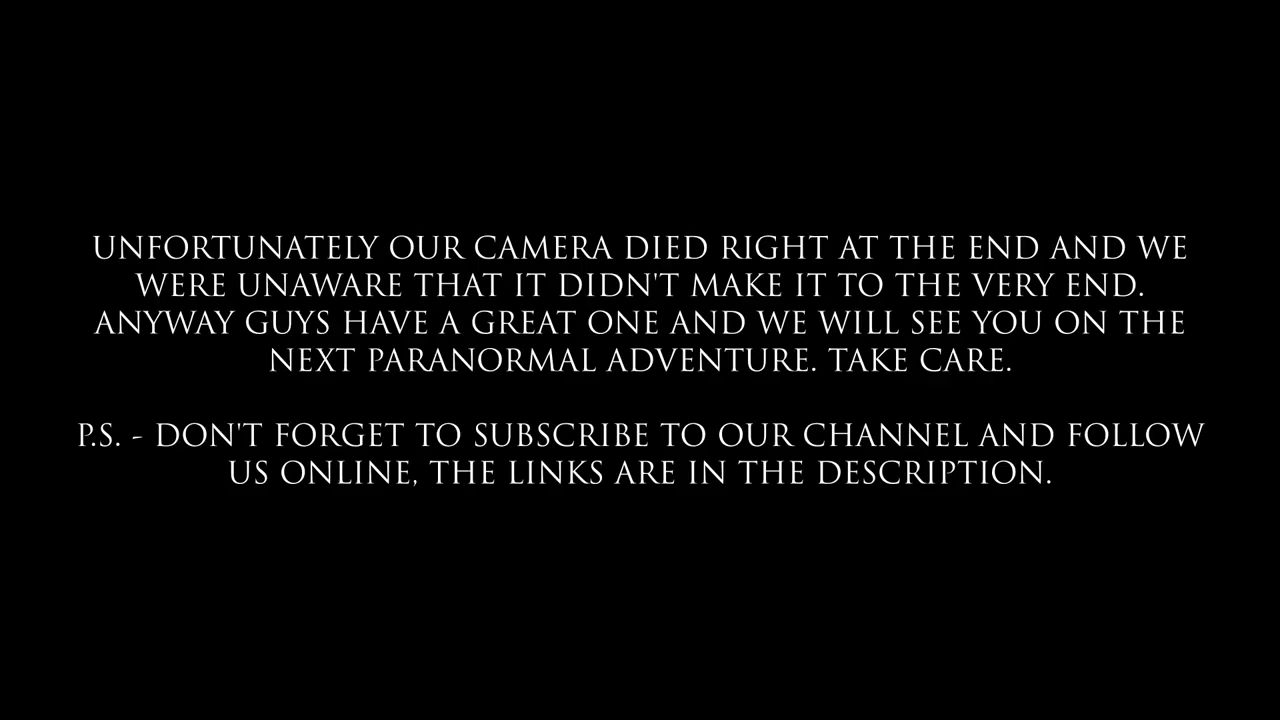 UNFORTUNATELY OUR CAMERA DIED RIGHT AT THE END AND WE
WERE UNAWARE THAT IT DIDN'T MAKE IT TO THE VERY END.
ANYWAY GUYS HAVE A GREAT ONE AND WE WILL SEE YOU ON THE
NEXT PARANORMAL ADVENTURE. TAKE CARE.
P.S. - DON'T FORGET TO SUBSCRIBE TO OUR CHANNEL AND FOLLOW
US ONLINE, THE LINKS ARE IN THE DESCRIPTION.